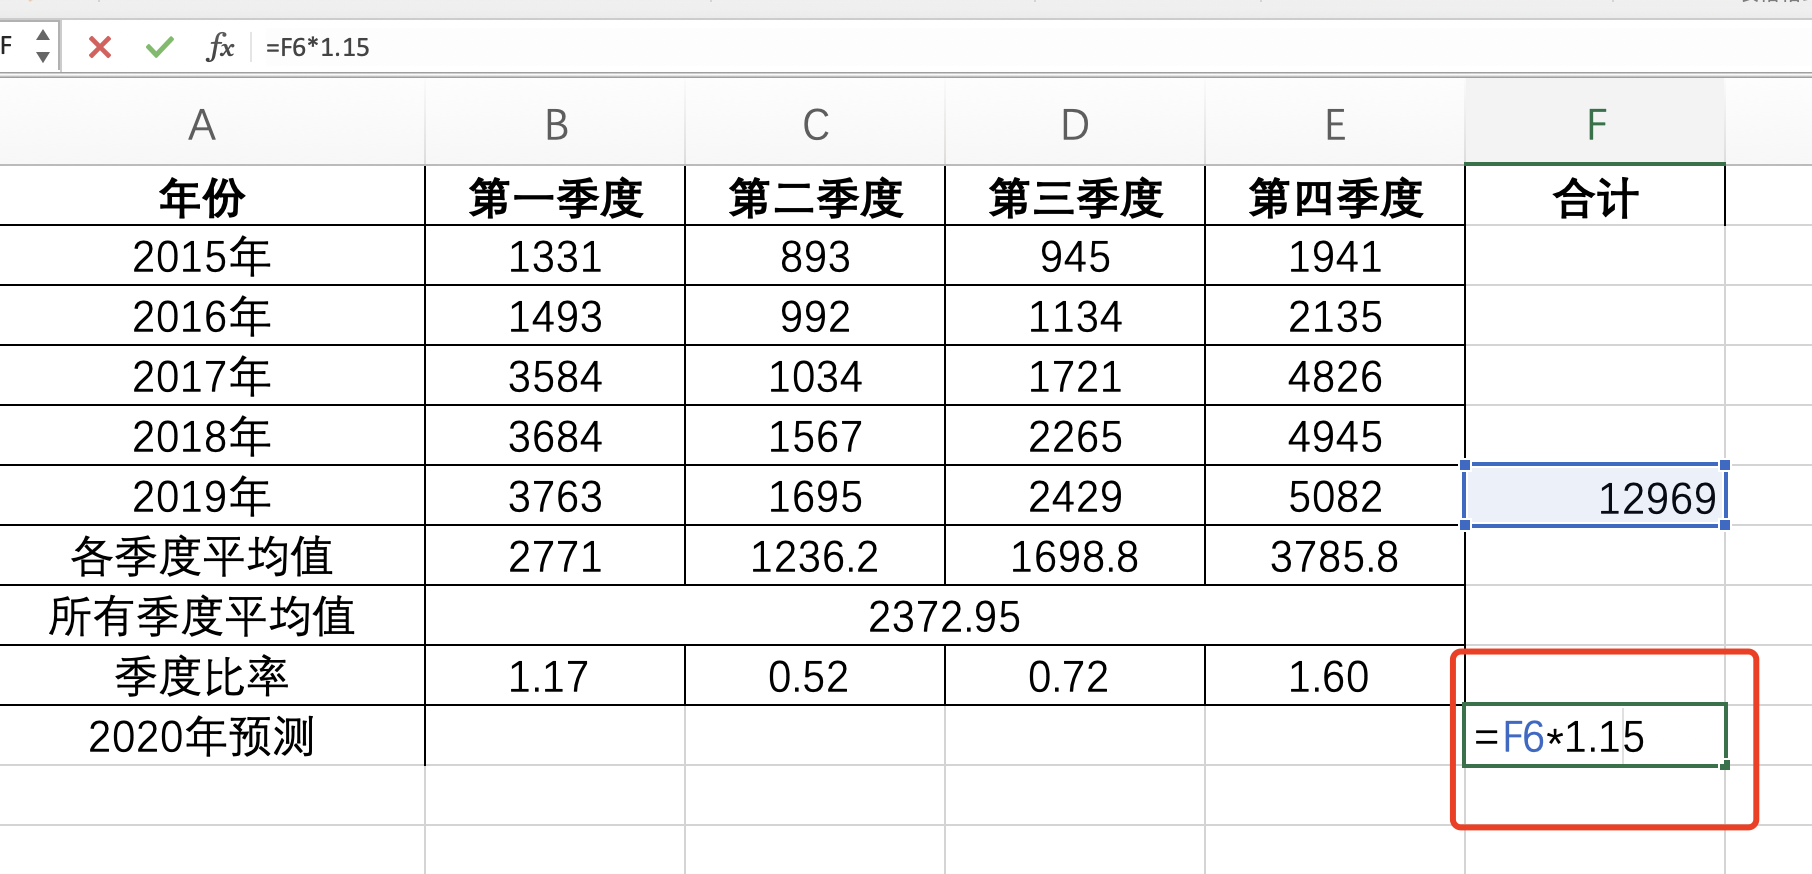 F fx =F6*1.15
A B C D E F
年份 第一季度 第二季度 第三季度 第四季度 合计
2015年 1331 893 945 1941
2016年 1493 992 1134 2135
2017年 3584 1034 1721 4826
2018年 3684 1567 2265 4945
2019年 3763 1695 2429 5082 12969
各季度平均值 2771 1236.2 1698.8 3785.8
所有季度平均值 2372.95
季度比率 1.17 0.52 0.72 1.60
2020年预测 =F6*1.15